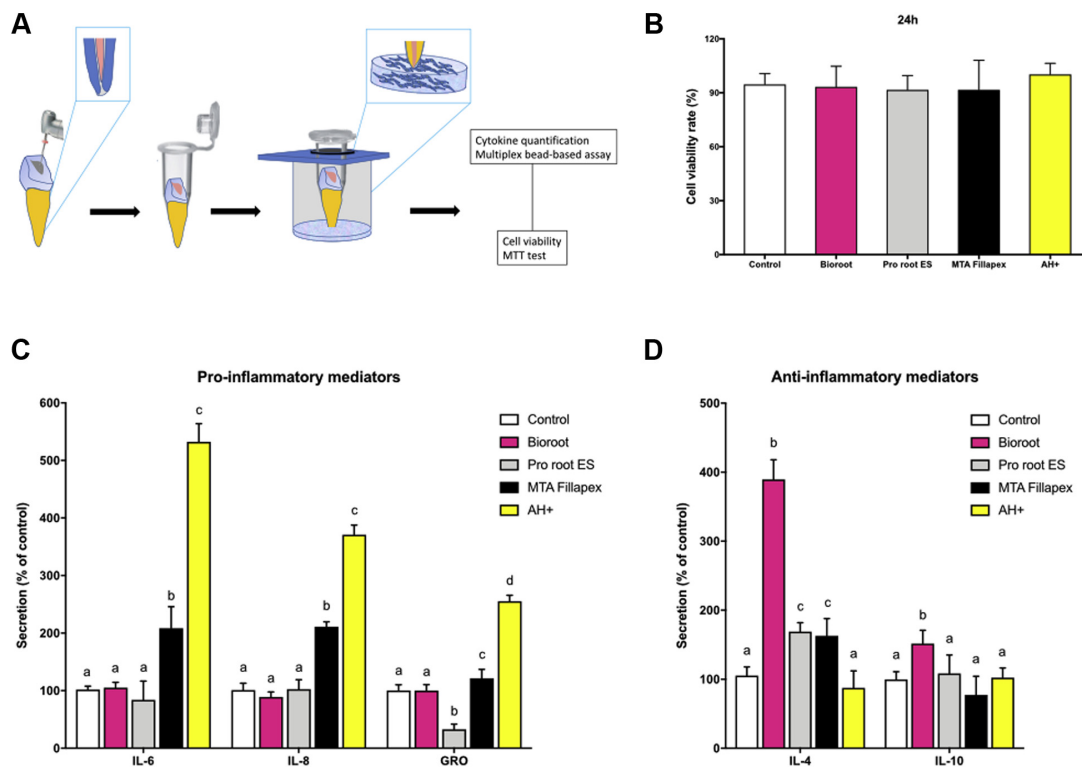 A
Cytokine quantification
Multiplex bead-based assay
Cell viability
MTT test
B
24h
Cell viability rate (%)
120
90
60
30
0
Control Bioroot Pro root ES MTA Fillapex AH+
C
Pro-inflammatory mediators
Secretion (% of control)
600
500
400
300
200
100
0
a a a b c
a a a b c
a a b c d
IL-6 IL-8 GRO
Control
Bioroot
Pro root ES
MTA Fillapex
AH+
D
Anti-inflammatory mediators
Secretion (% of control)
500
400
300
200
100
0
a b c c a
a b a a a
IL-4 IL-10
Control
Bioroot
Pro root ES
MTA Fillapex
AH+